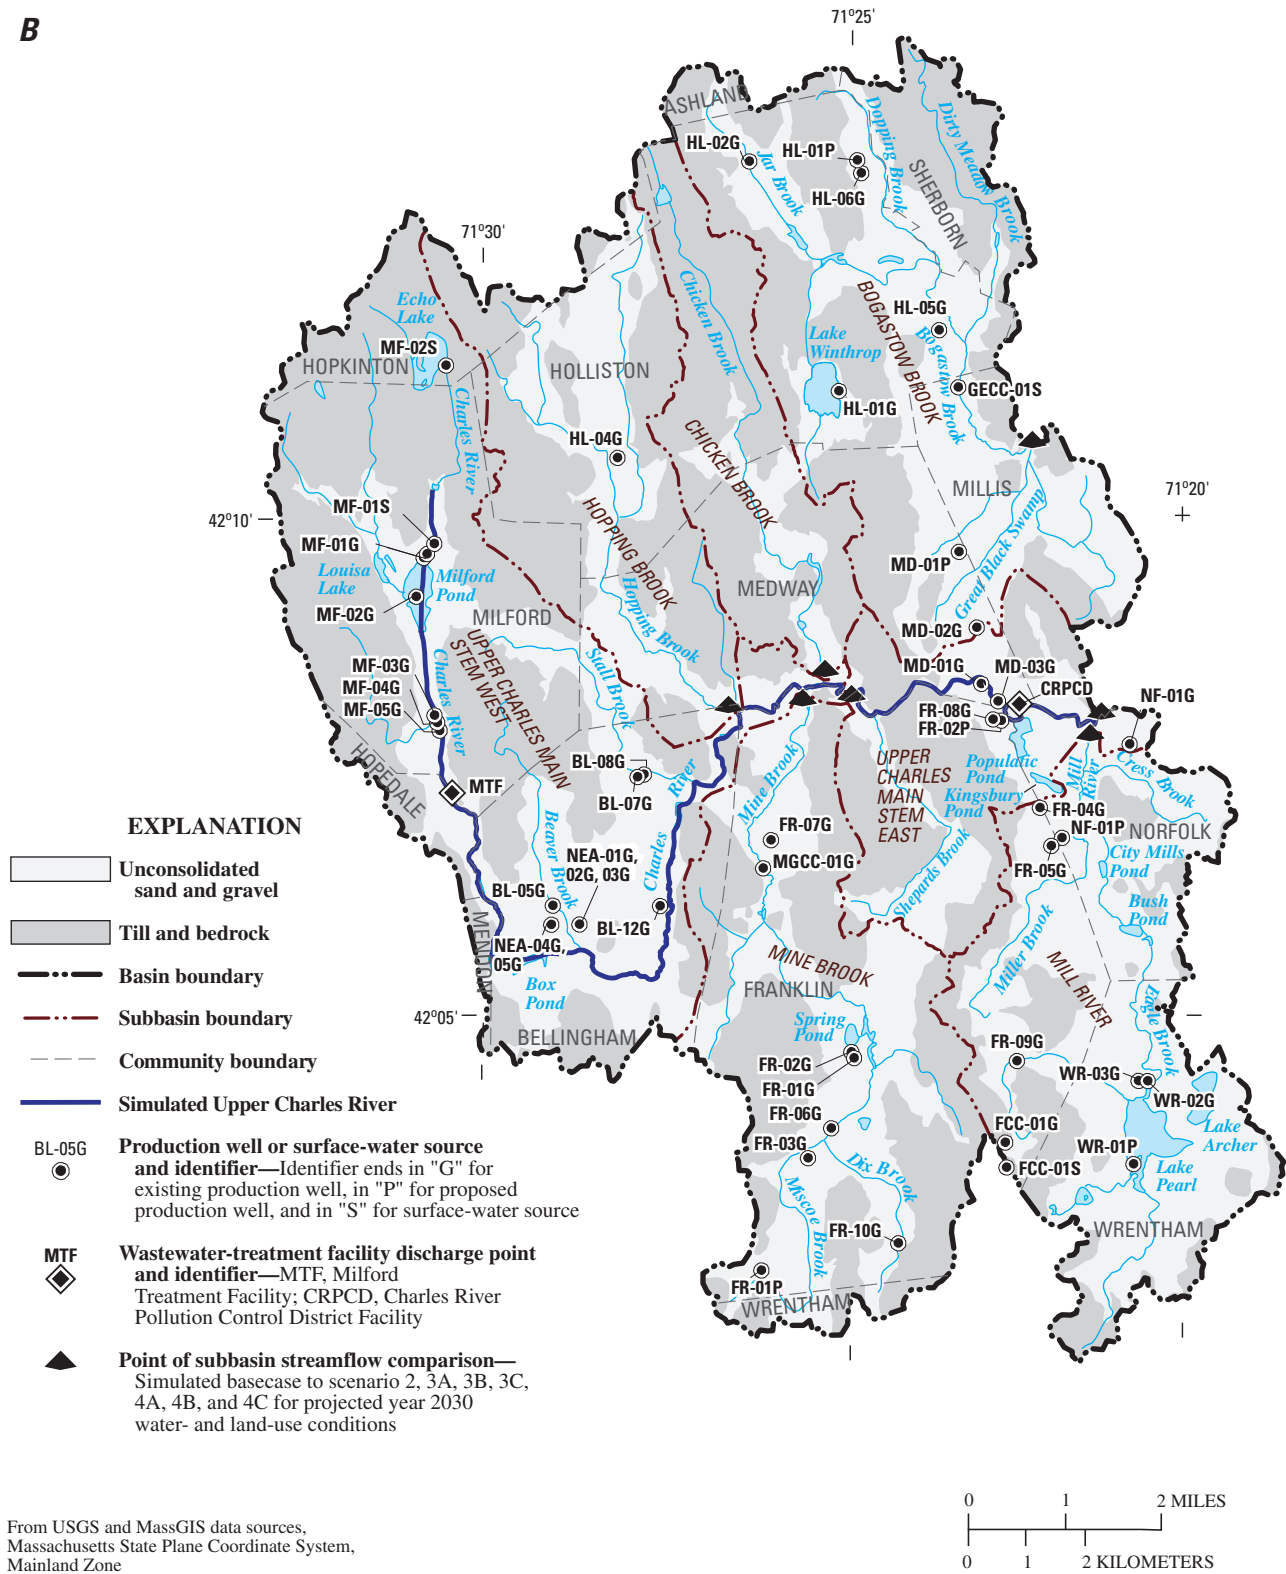 B
71°25'
ASHLAND
HL-02G
HL-01P
HL-06G
Jar Brook
Dopping Brook
Dirty Meadow Brook
SHERBORN
71°30'
Echo
Lake
MF-02S
HOPKINTON
Charles River
HOLLISTON
Chicken Brook
BOGASTOW BROOK
HL-05G
Bogastow Brook
Lake
Winthrop
GECC-01S
HL-01G
HL-04G
CHICKEN BROOK
MILLIS
71°20'
42°10'
MF-01S
MF-01G
Louisa
Lake
Milford
Pond
MF-02G
HOPPING BROOK
Hopping Brook
MEDWAY
MD-01P
Great Black Swamp
MD-02G
MILFORD
UPPER CHARLES MAIN
STEM WEST
Stall Brook
MF-03G
MF-04G
MF-05G
Charles River
MD-01G
MD-03G
CRPCD
NF-01G
FR-08G
FR-02P
HOPEDALE
MTF
BL-08G
BL-07G
Charles River
Mine Brook
UPPER
CHARLES
MAIN
STEM
EAST
Populatic
Pond
Kingsbury
Pond
Mill
River
Cress Brook
FR-04G
NF-01P
NORFOLK
FR-05G
City Mills
Pond
Bush
Pond
FR-07G
MGCC-01G
Shepards Brook
Beaver Brook
NEA-01G,
02G, 03G
BL-05G
BL-12G
NEA-04G,
05G
MENDON
Box
Pond
42°05'
BELLINGHAM
MINE BROOK
FRANKLIN
Spring
Pond
Miller Brook
MILL RIVER
Eagle Brook
FR-02G
FR-01G
FR-06G
FR-03G
FR-09G
WR-03G
WR-02G
FCC-01G
FCC-01S
WR-01P
Lake
Archer
Lake
Pearl
Dix Brook
Miscoe Brook
FR-10G
FR-01P
WRENTHAM
WRENTHAM
EXPLANATION
Unconsolidated
sand and gravel
Till and bedrock
Basin boundary
Subbasin boundary
Community boundary
Simulated Upper Charles River
BL-05G
Production well or surface-water source
and identifier—Identifier ends in "G" for
existing production well, in "P" for proposed
production well, and in "S" for surface-water source
MTF
Wastewater-treatment facility discharge point
and identifier—MTF, Milford
Treatment Facility; CRPCD, Charles River
Pollution Control District Facility
Point of subbasin streamflow comparison—
Simulated basecase to scenario 2, 3A, 3B, 3C,
4A, 4B, and 4C for projected year 2030
water- and land-use conditions
From USGS and MassGIS data sources,
Massachusetts State Plane Coordinate System,
Mainland Zone
0 1 2 MILES
0 1 2 KILOMETERS